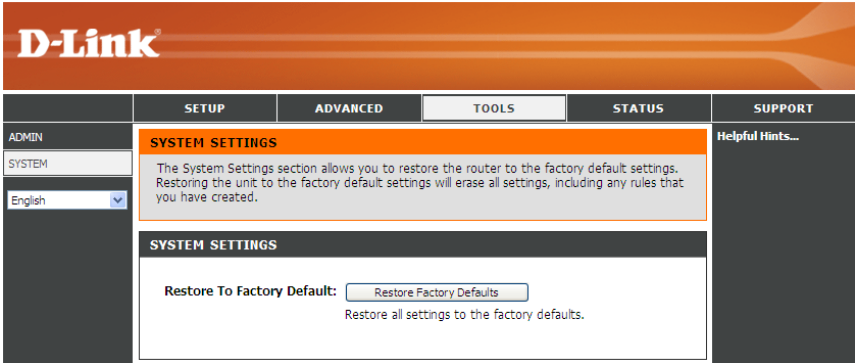 D-Link
SETUP ADVANCED TOOLS STATUS SUPPORT
ADMIN
SYSTEM
English
SYSTEM SETTINGS
The System Settings section allows you to restore the router to the factory default settings.
Restoring the unit to the factory default settings will erase all settings, including any rules that
you have created.
SYSTEM SETTINGS
Restore To Factory Default: Restore Factory Defaults
Restore all settings to the factory defaults.
Helpful Hints...